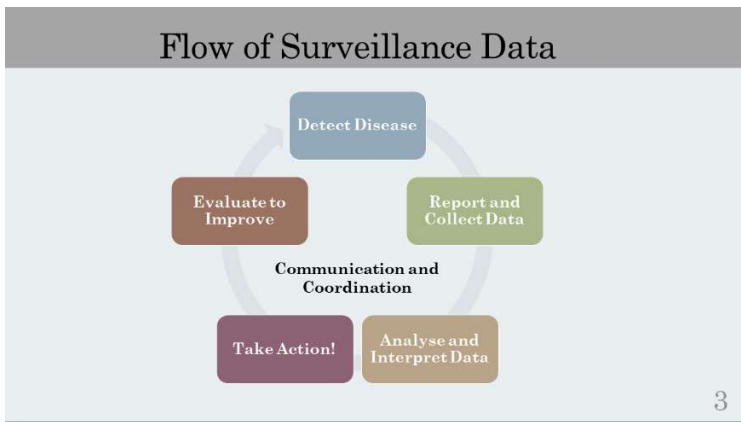 Flow of Surveillance Data
Detect Disease
Report and
Collect Data
Analyse and
Interpret Data
Take Action!
Evaluate to
Improve
Communication and
Coordination
3